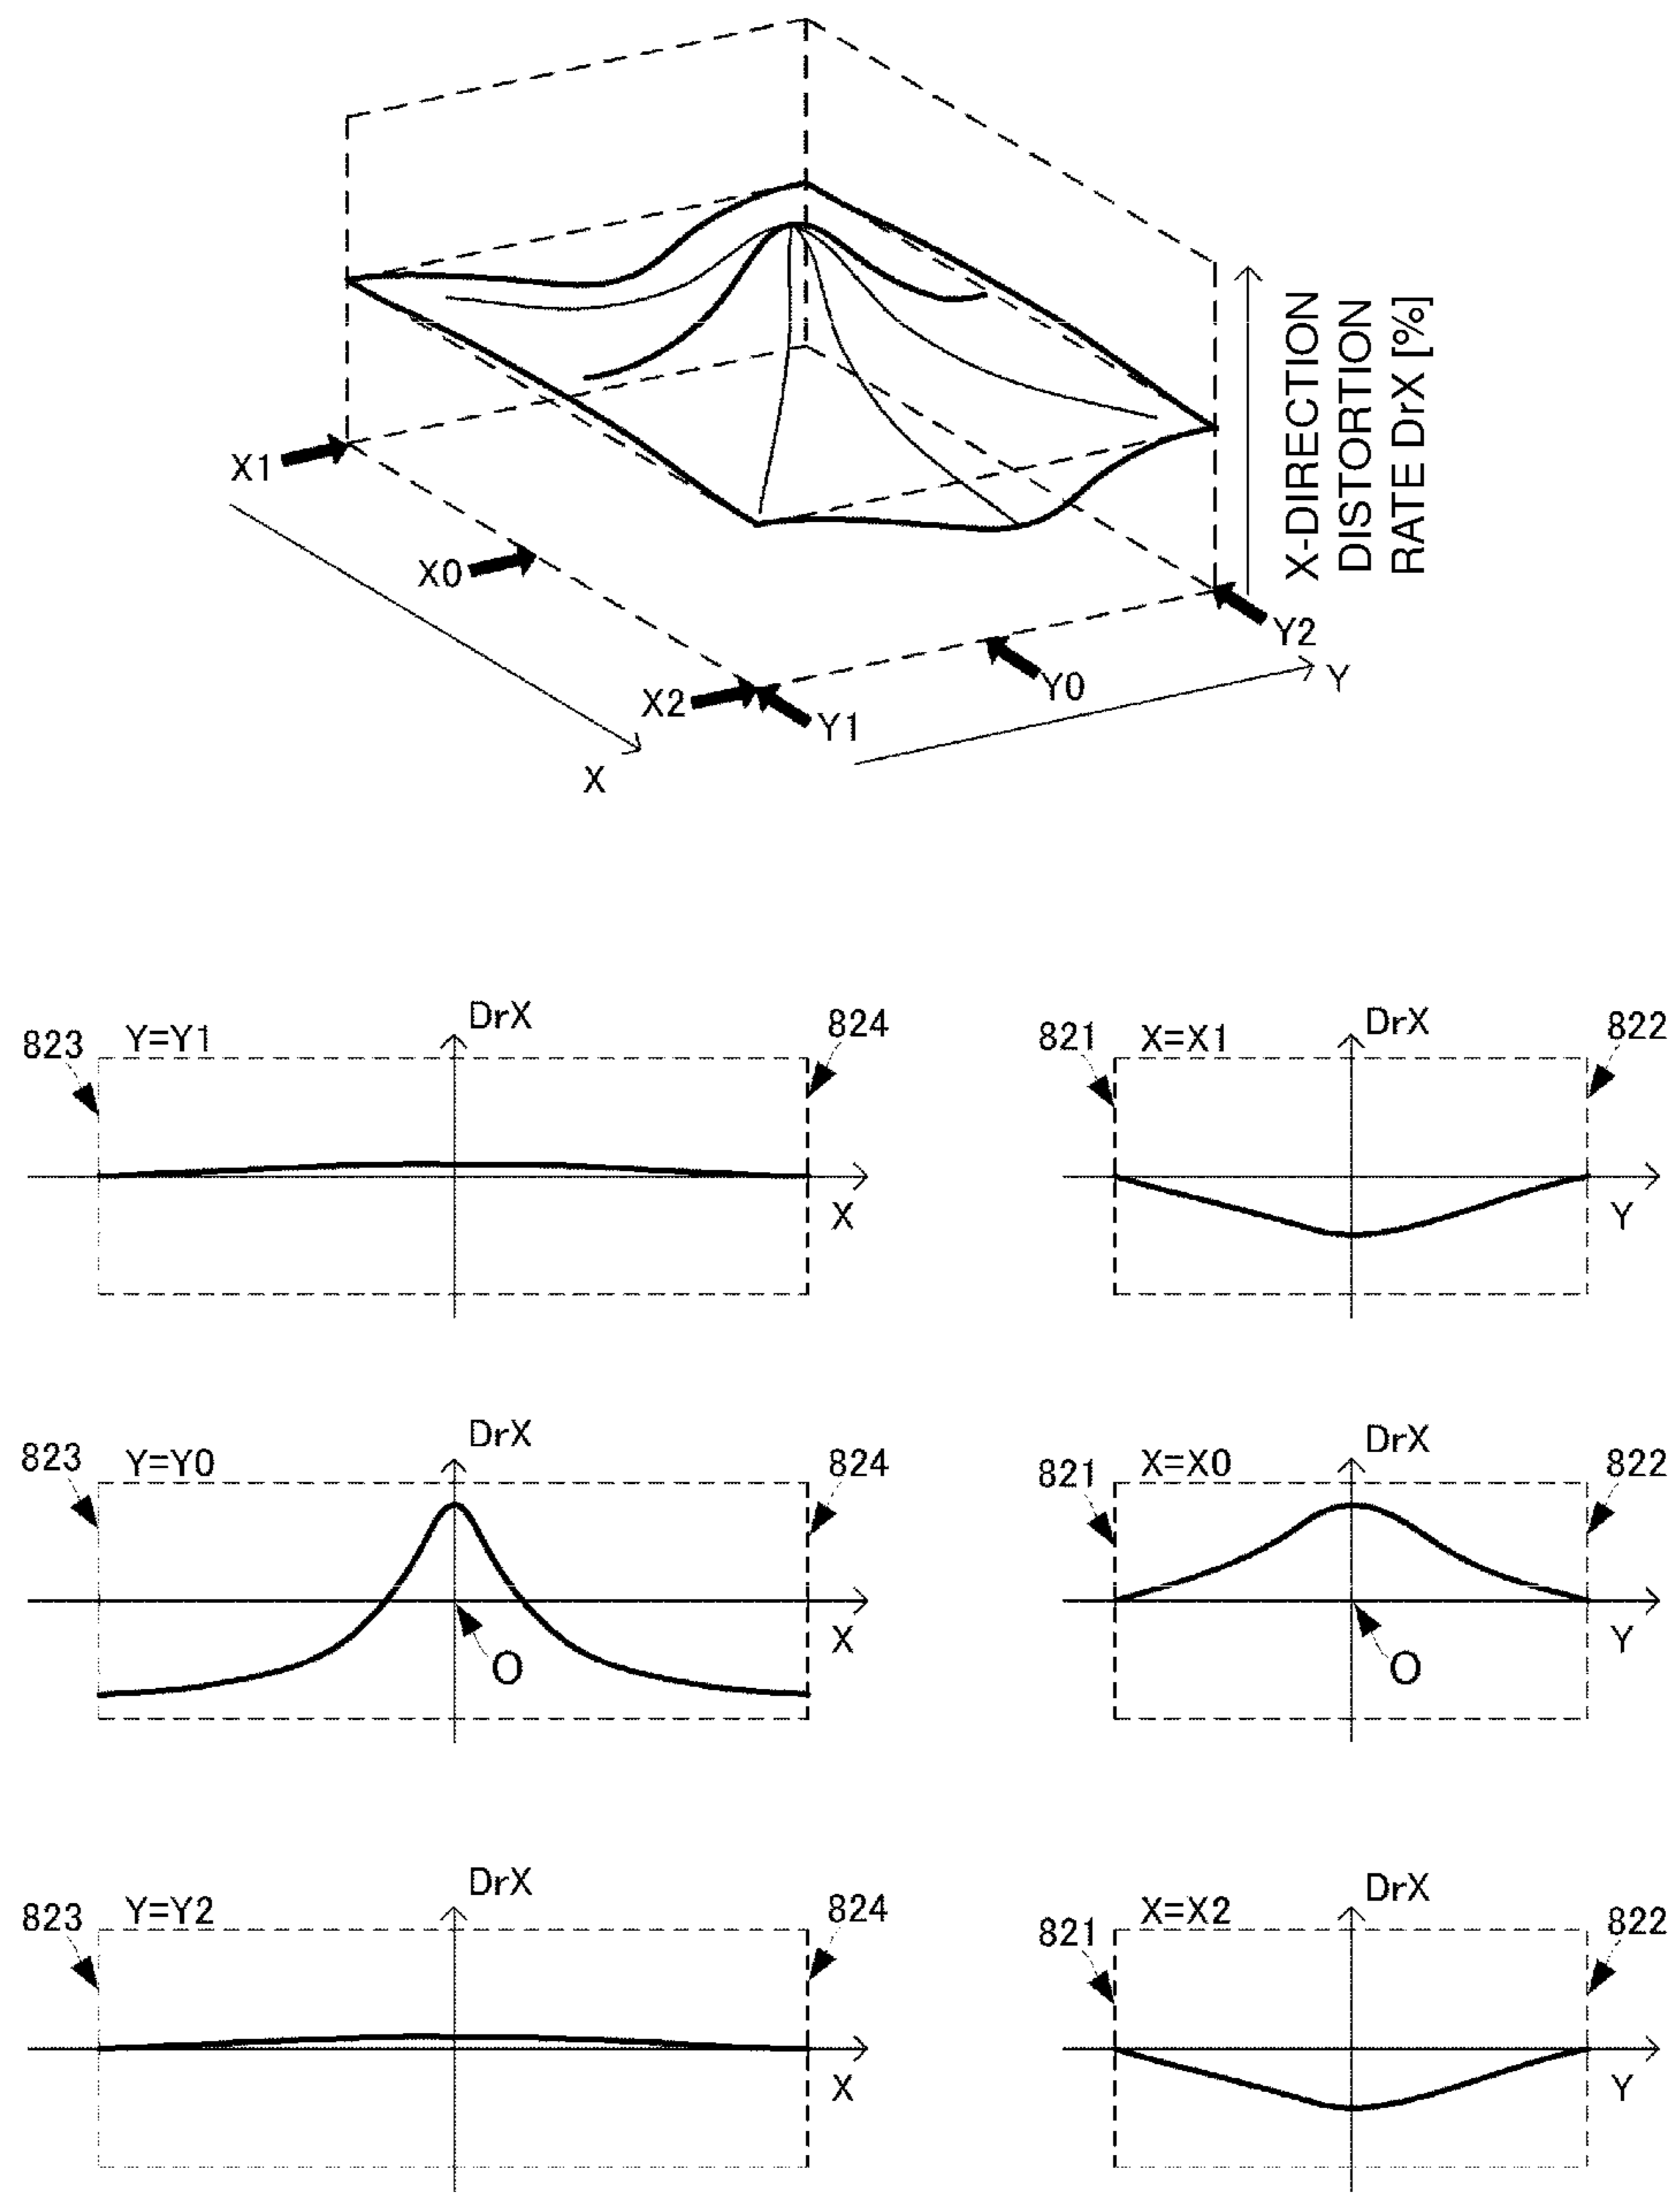 X-DIRECTION
DISTORTION
RATE DrX [%]
X1
X0
X2
Y1
Y0
Y2
Y
X
823
Y=Y1
DrX
824
X
821
X=X1
DrX
822
Y
823
Y=Y0
DrX
824
X
O
821
X=X0
DrX
822
Y
O
823
Y=Y2
DrX
824
X
821
X=X2
DrX
822
Y